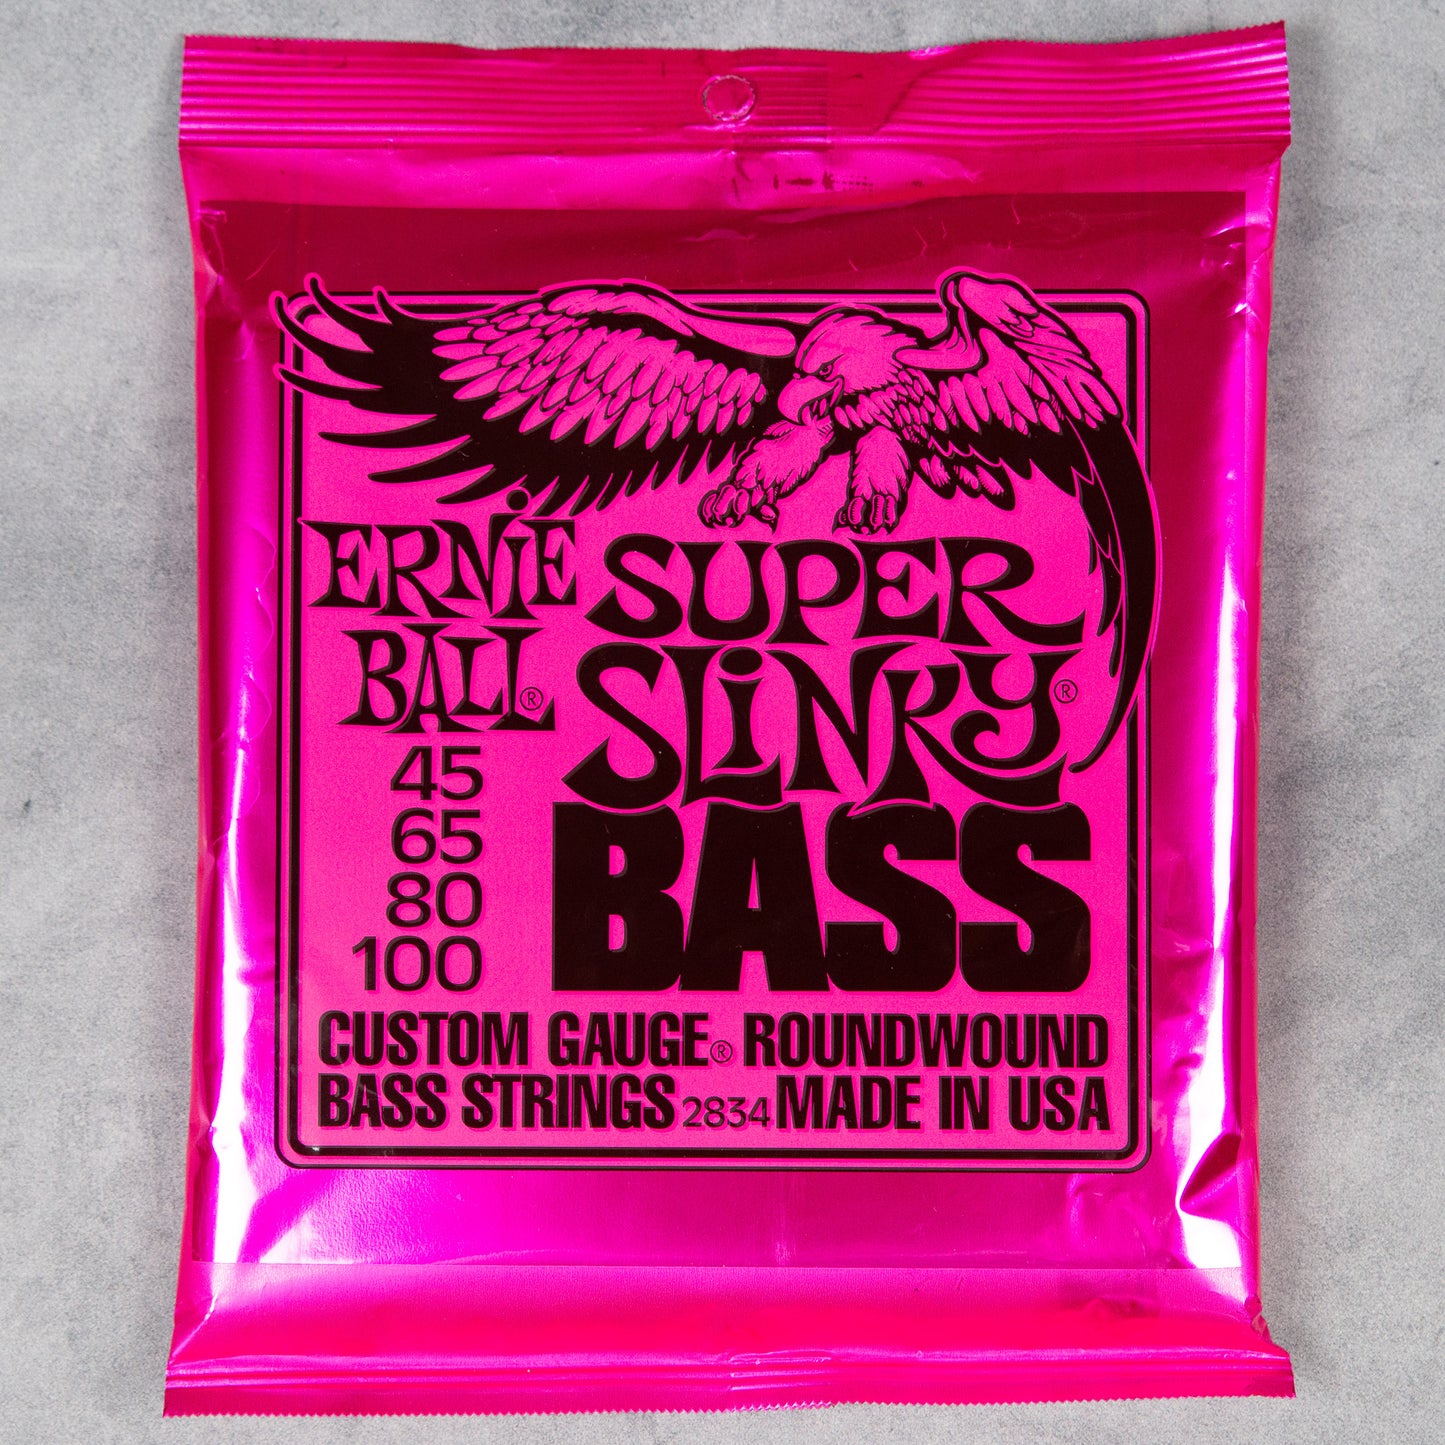 ERNIE BALL®
SUPER SLINKY®
BASS
45
65
80
100
CUSTOM GAUGE® ROUNDWOUND
BASS STRINGS 2834 MADE IN USA